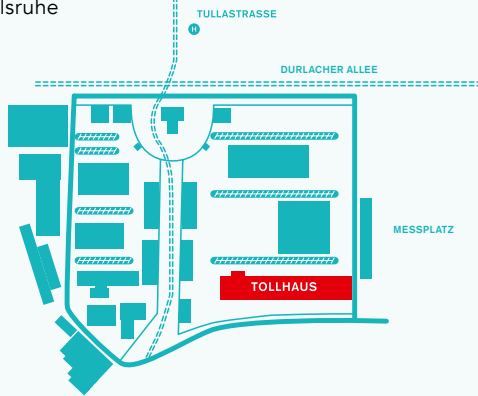 lsruhe
TULLASTRASSE
H
DURLACHER ALLEE
MESSPLATZ
TOLLHAUS